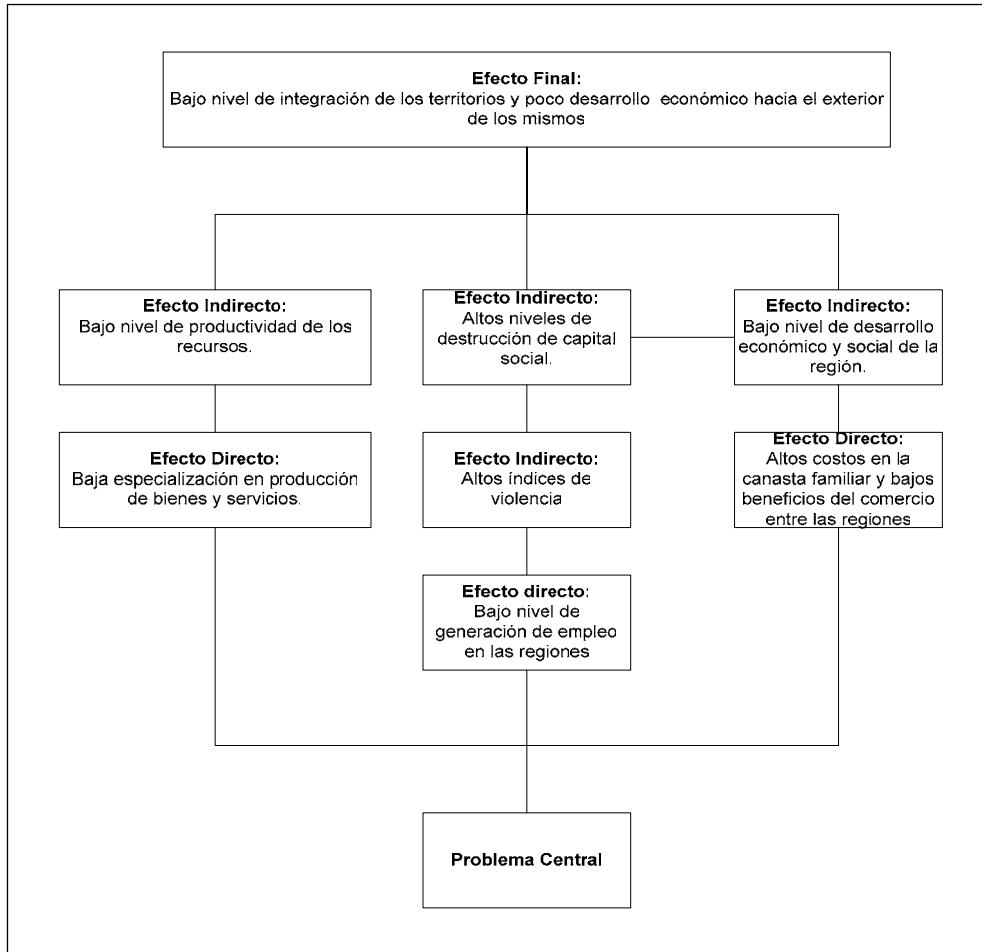 Efecto Final:
Bajo nivel de integración de los territorios y poco desarrollo económico hacia el exterior
de los mismos
Efecto Indirecto:
Bajo nivel de productividad de los
recursos.
Efecto Indirecto:
Altos niveles de
destrucción de capital
social.
Efecto Indirecto:
Bajo nivel de desarrollo
económico y social de la
región.
Efecto Directo:
Baja especialización en producción
de bienes y servicios.
Efecto Indirecto:
Altos índices de
violencia
Efecto Directo:
Altos costos en la
canasta familiar y bajos
beneficios del comercio
entre las regiones
Efecto directo:
Bajo nivel de
generación de empleo
en las regiones
Problema Central